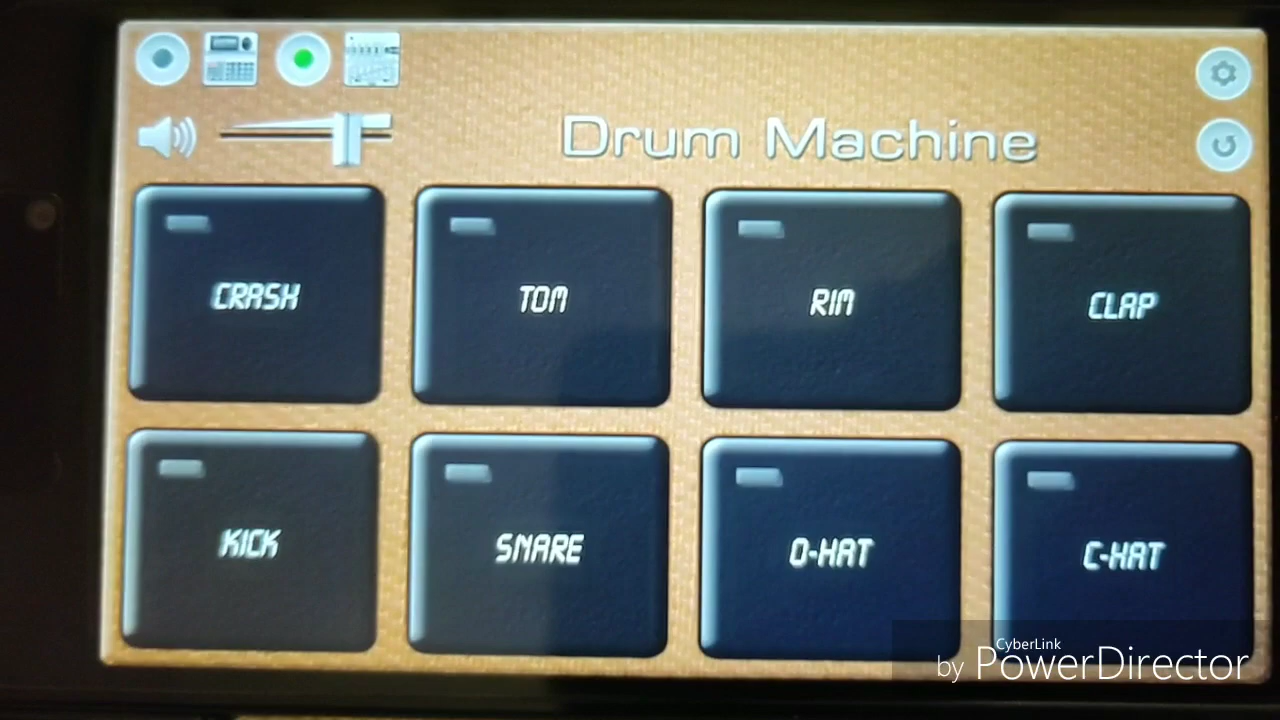 Drum Machine
CRASH
TOM
RIM
CLAP
KICK
SNARE
O-HAT
C-HAT
CyberLink
by PowerDirector